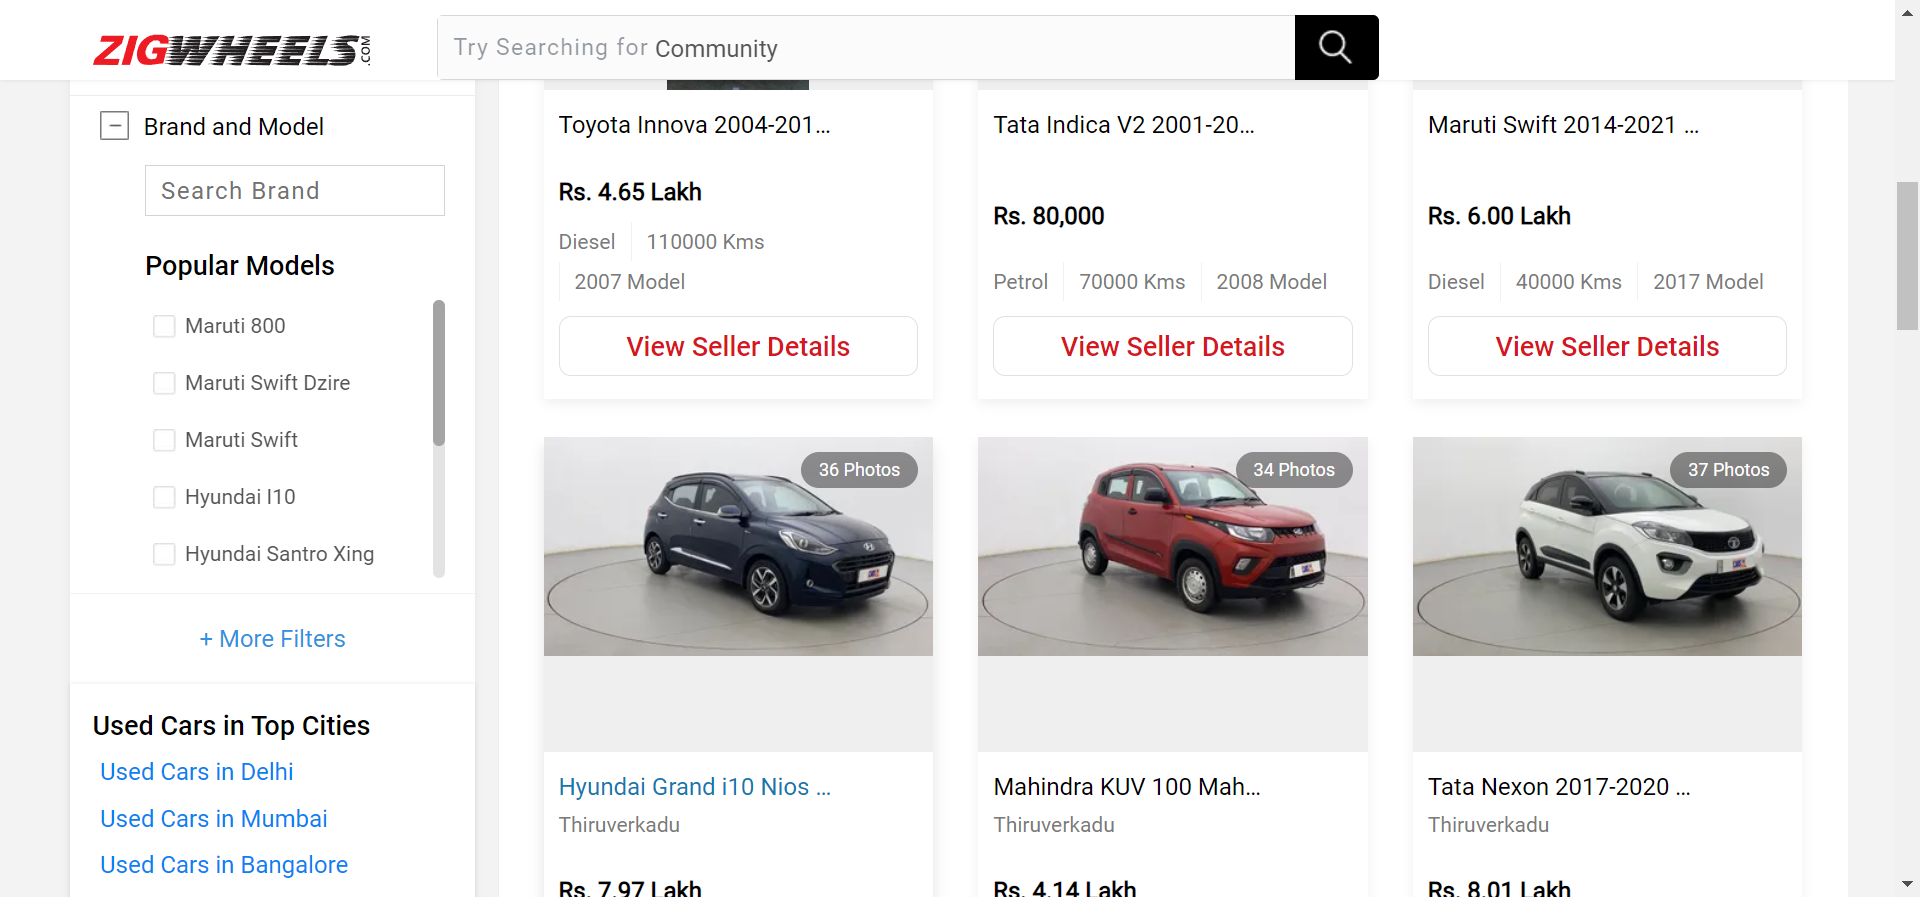 ZIGWHEELS.COM
Try Searching for Community
Brand and Model
Search Brand
Popular Models
Maruti 800
Maruti Swift Dzire
Maruti Swift
Hyundai I10
Hyundai Santro Xing
+ More Filters
Used Cars in Top Cities
Used Cars in Delhi
Used Cars in Mumbai
Used Cars in Bangalore
Toyota Innova 2004-201...
Rs. 4.65 Lakh
Diesel 110000 Kms
2007 Model
View Seller Details
Tata Indica V2 2001-20...
Rs. 80,000
Petrol 70000 Kms 2008 Model
View Seller Details
Maruti Swift 2014-2021 ...
Rs. 6.00 Lakh
Diesel 40000 Kms 2017 Model
View Seller Details
36 Photos
Hyundai Grand i10 Nios ...
Thiruverkadu
Rs. 7.97 Lakh
34 Photos
Mahindra KUV 100 Mah...
Thiruverkadu
Rs. 4.14 Lakh
37 Photos
Tata Nexon 2017-2020 ...
Thiruverkadu
Rs. 8.01 Lakh